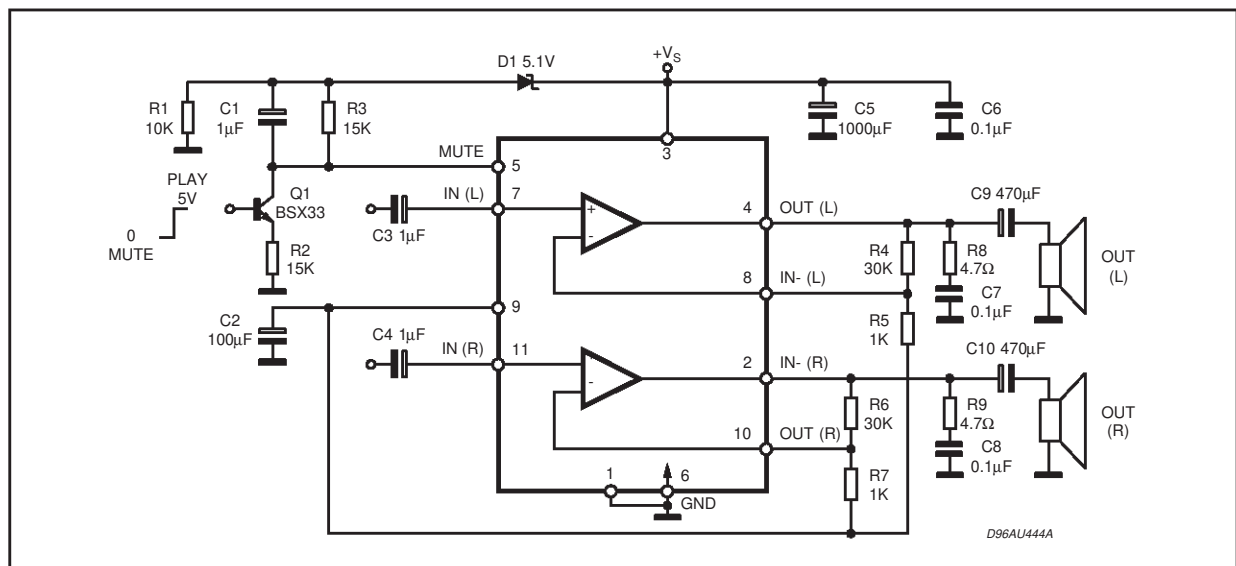 +VS
D1 5.1V
R1
10K
C1
1µF
R3
15K
C5
1000µF
C6
0.1µF
MUTE
5
3
PLAY
5V
0
MUTE
Q1
BSX33
R2
15K
IN (L)
7
C3 1µF
+
-
4
OUT (L)
C9 470µF
R4
30K
R8
4.7Ω
C7
0.1µF
OUT
(L)
8
IN- (L)
R5
1K
9
C2
100µF
C4 1µF
IN (R)
11
+
-
2
IN- (R)
C10 470µF
R6
30K
R9
4.7Ω
C8
0.1µF
OUT
(R)
10
OUT (R)
R7
1K
1
6
GND
D96AU444A